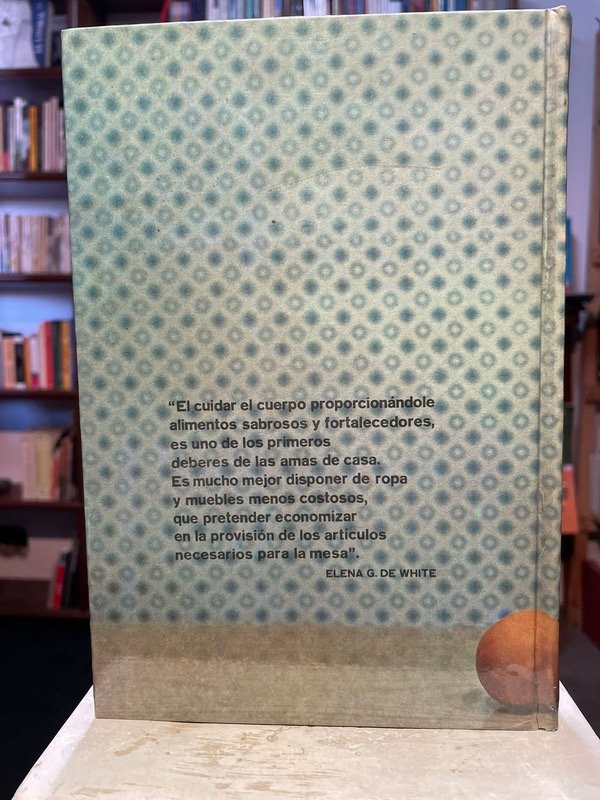 “El cuidar el cuerpo proporcionándole
alimentos sabrosos y fortalecedores,
es uno de los primeros
deberes de las amas de casa.
Es mucho mejor disponer de ropa
y muebles menos costosos,
que pretender economizar
en la provisión de los artículos
necesarios para la mesa”.
ELENA G. DE WHITE